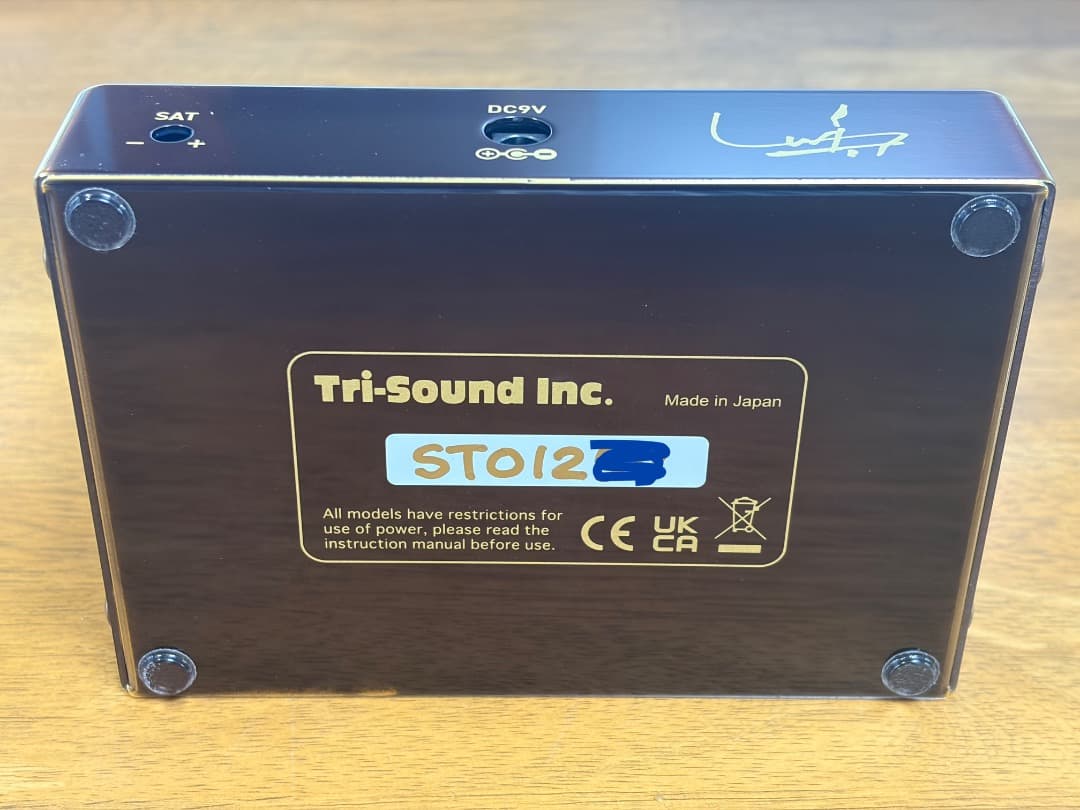 SAT
- +
DC9V
Tri-Sound Inc.
Made in Japan
ST012
All models have restrictions for
use of power, please read the
instruction manual before use.
CE
UK
CA